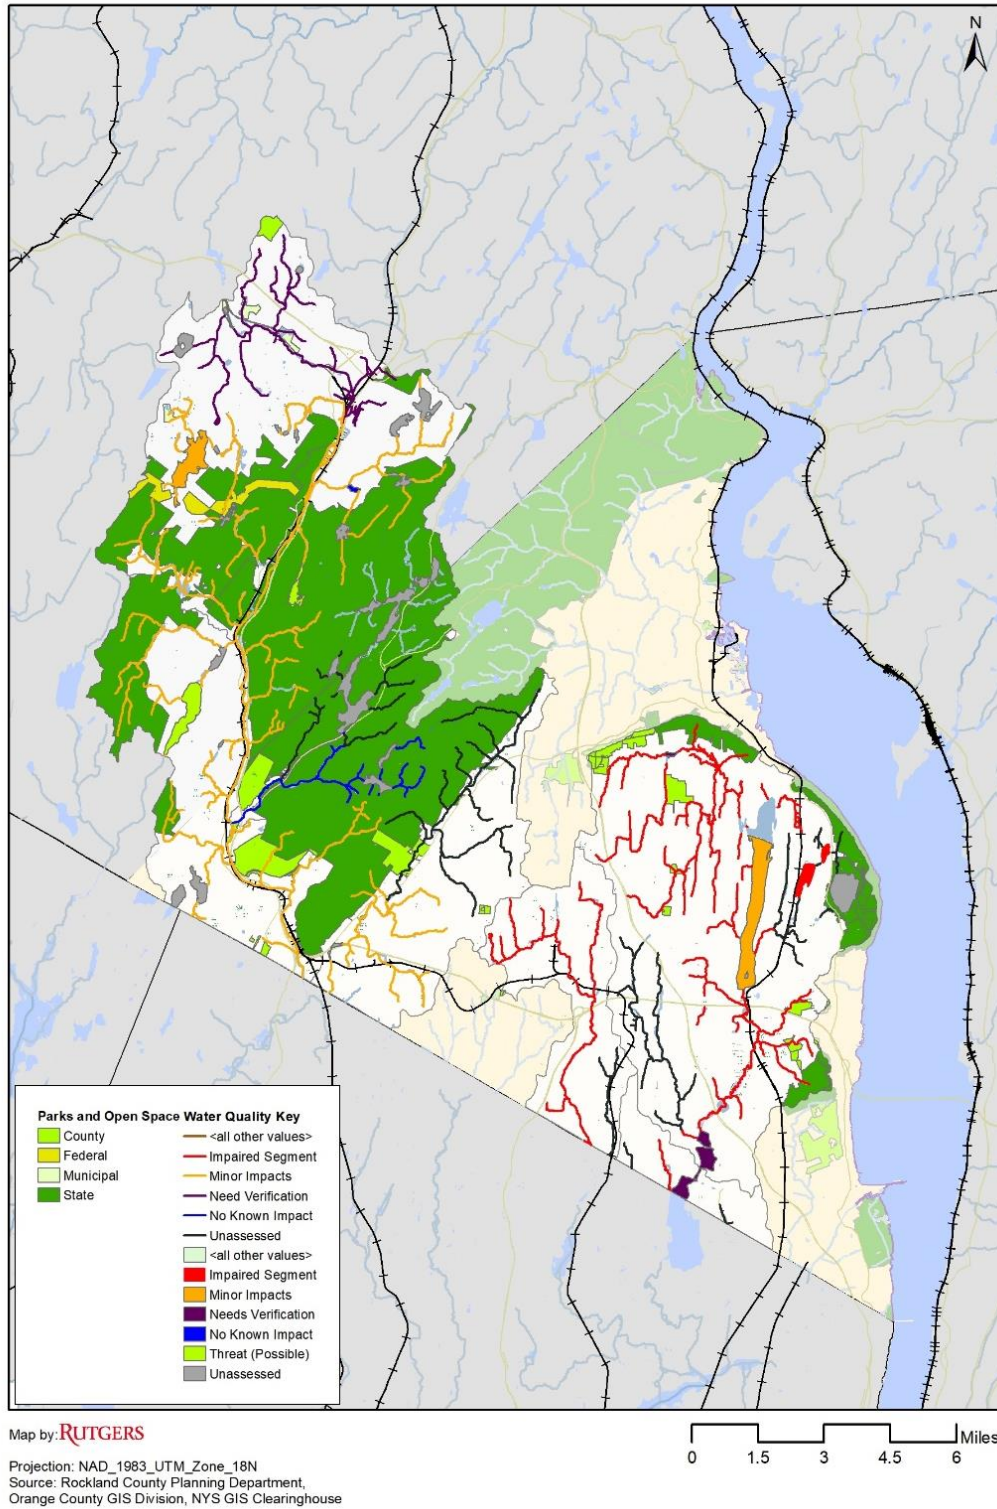 N
Parks and Open Space Water Quality Key
County
Federal
Municipal
State
<all other values>
Impaired Segment
Minor Impacts
Need Verification
No Known Impact
Unassessed
<all other values>
Impaired Segment
Minor Impacts
Needs Verification
No Known Impact
Threat (Possible)
Unassessed
Map by: RUTGERS
Miles
0 1.5 3 4.5 6
Projection: NAD_1983_UTM_Zone_18N
Source: Rockland County Planning Department,
Orange County GIS Division, NYS GIS Clearinghouse